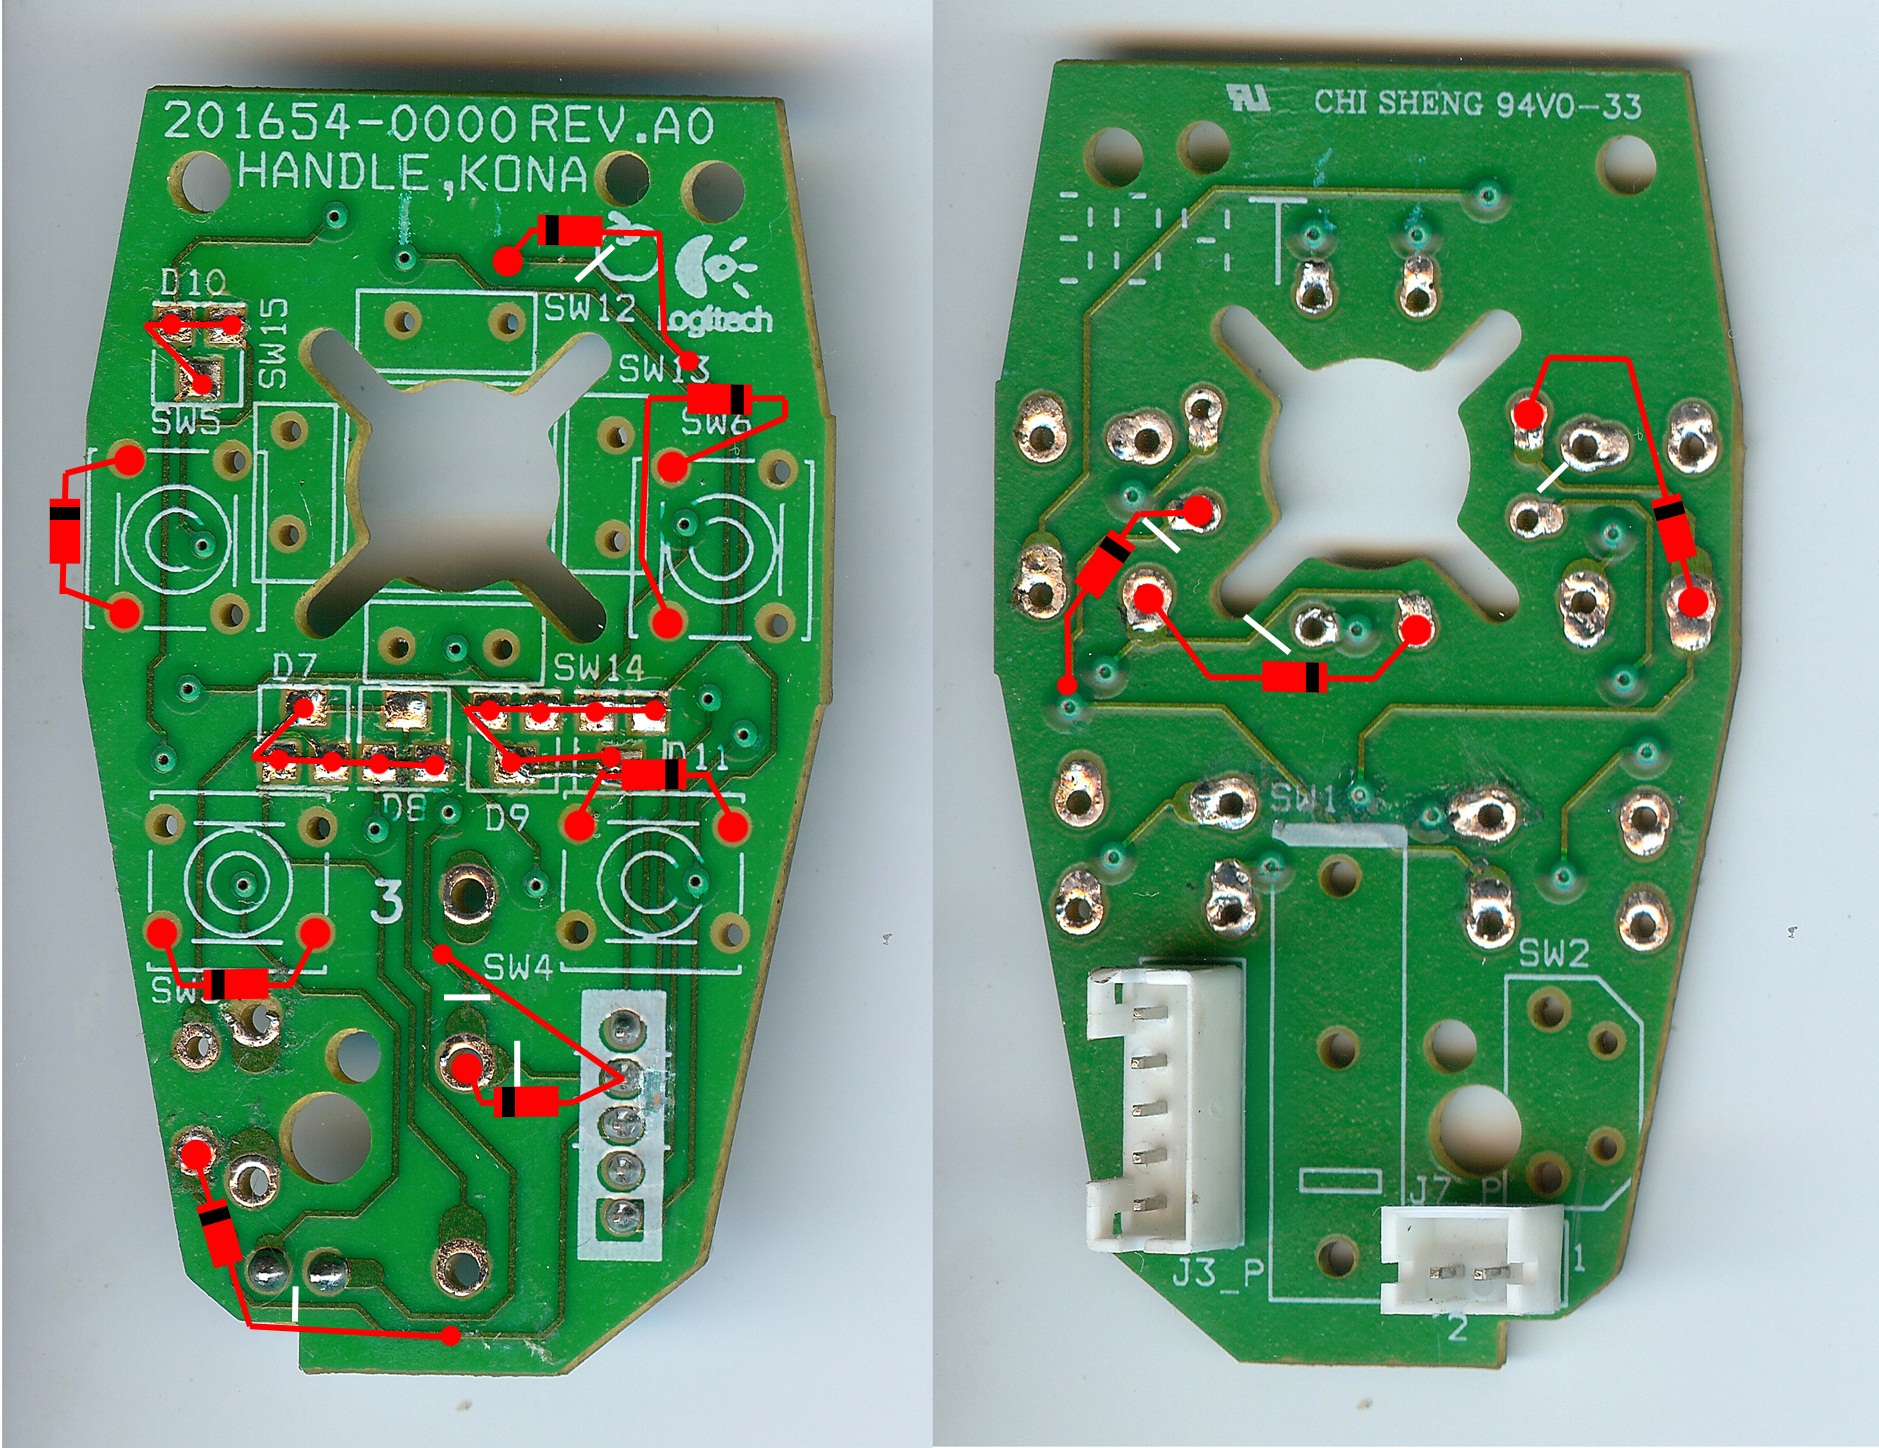 201654-0000 REV.A0
HANDLE,KONA
D10
SW15
SW12
Logitech
SW13
SW5
SW6
D7
SW14
D11
D8
D9
3
SW4
CHI SHENG 94V0-33
SW1
SW2
J7_P
J3_P
1
2